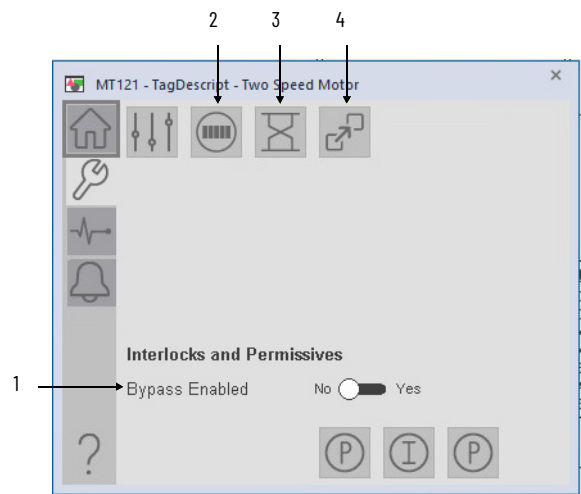 2 3 4
MT121 - TagDescript - Two Speed Motor
Interlocks and Permissives
1 Bypass Enabled No Yes
? P I P